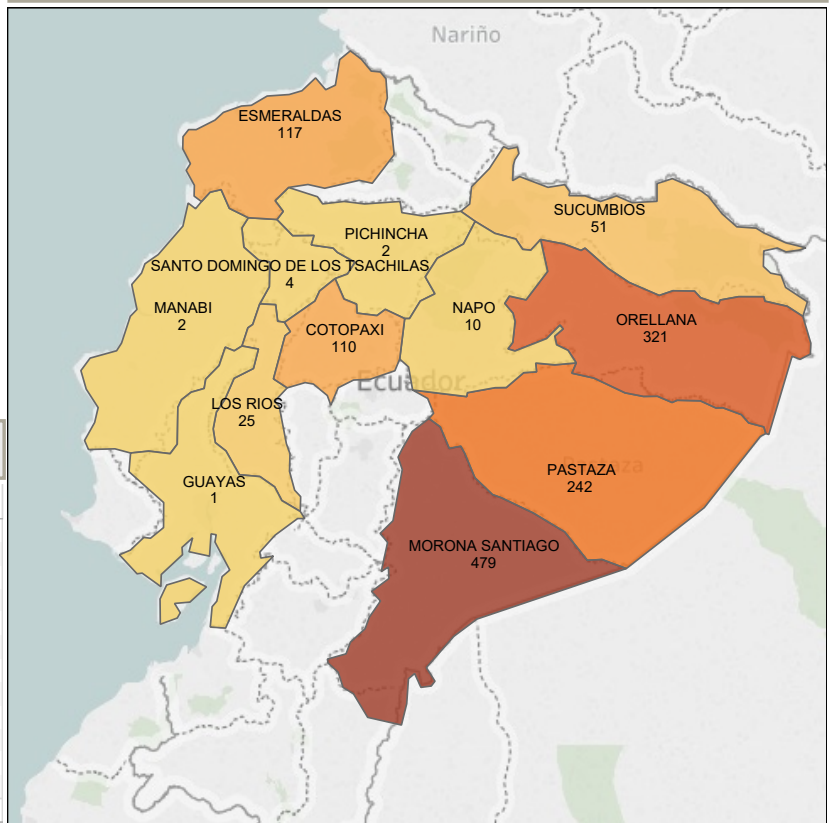 Nariño
ESMERALDAS
117
SUCUMBIOS
51
PICHINCHA
2
SANTO DOMINGO DE LOS TSACHILAS
4
MANABI
2
NAPO
10
ORELLANA
321
COTOPAXI
110
Ecuador
LOS RIOS
25
Pastaza
PASTAZA
242
GUAYAS
1
MORONA SANTIAGO
479